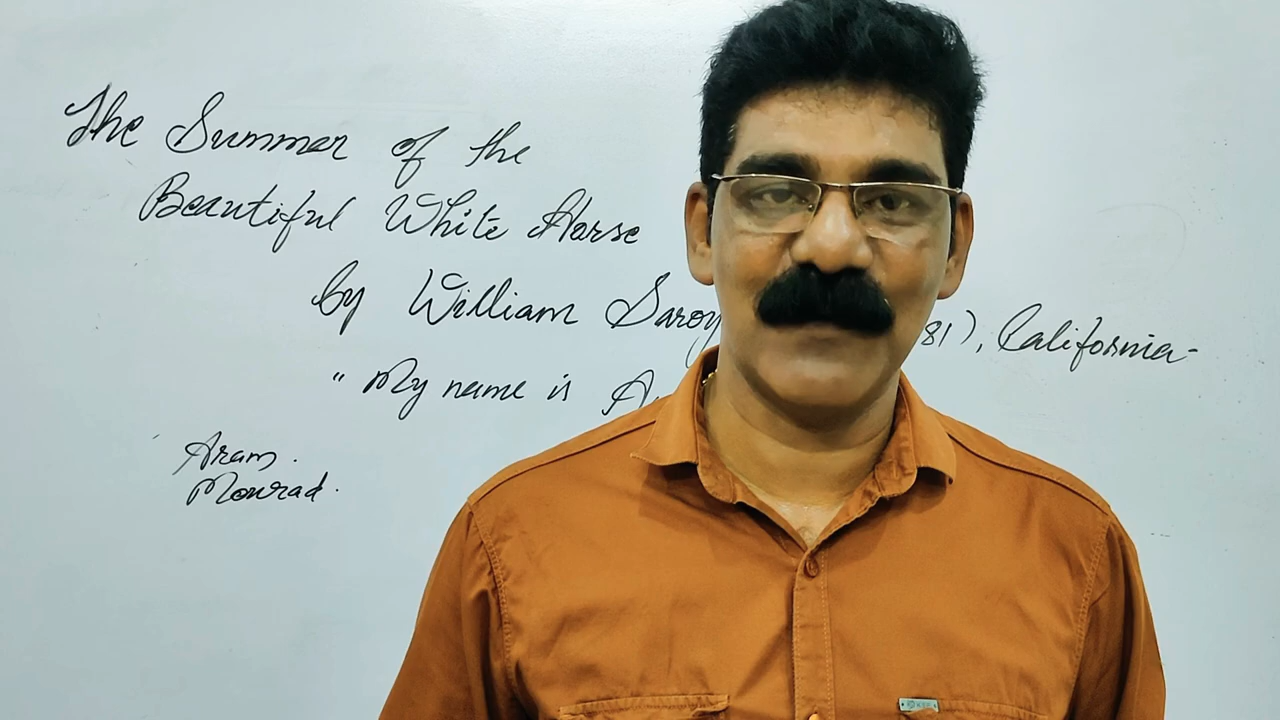 The Summer of the
Beautiful White Horse
by William Saroy 81), California-
" My name is A
Aram.
Mourad.